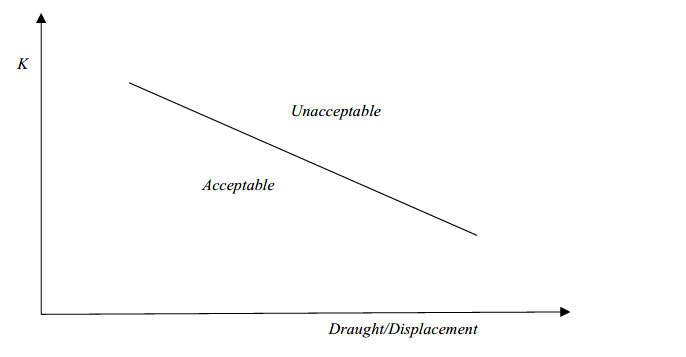 K
Unacceptable
Acceptable
Draught/Displacement